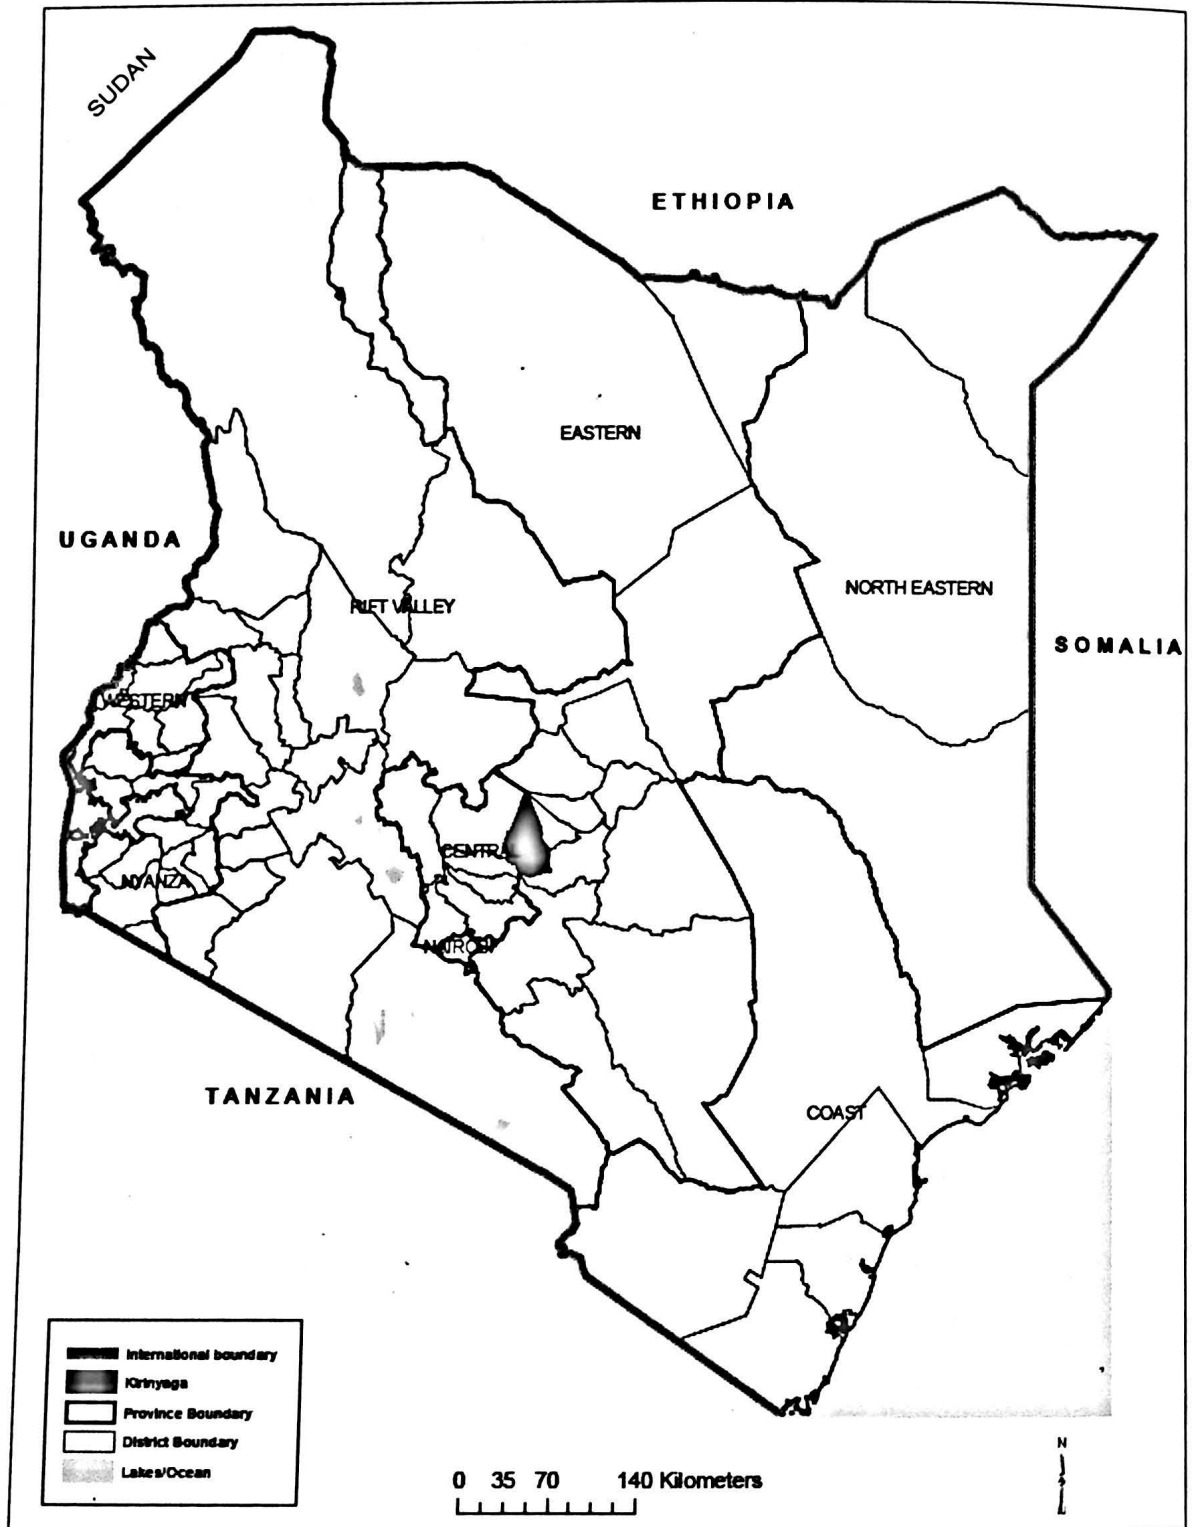 SUDAN
ETHIOPIA
EASTERN
UGANDA
NORTH EASTERN
RIFT VALLEY
SOMALIA
WESTERN
CENTRA
NYANZA
NAIROBI
TANZANIA
COAST
International boundary
Kirinyaga
Province Boundary
District Boundary
Lakes/Ocean
N
0 35 70 140 Kilometers